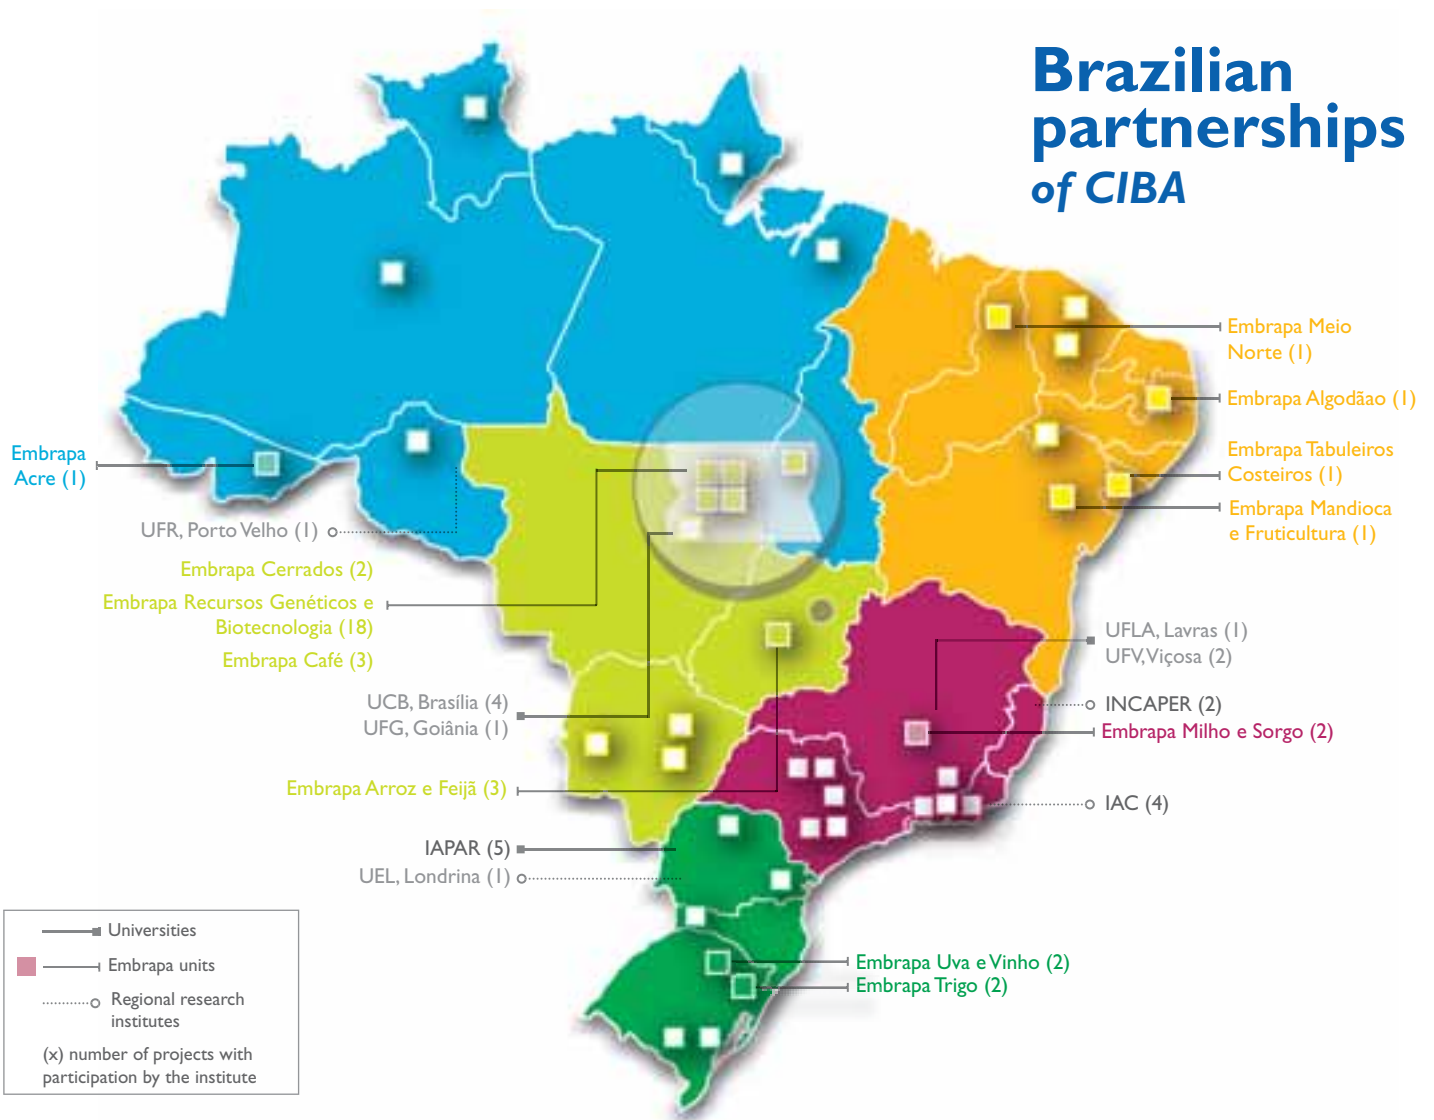 Brazilian
partnerships
of CIBA
Embrapa Meio
Norte (1)
Embrapa Algodãao (1)
Embrapa Tabuleiros
Costeiros (1)
Embrapa Mandioca
e Fruticultura (1)
Embrapa
Acre (1)
UFR, Porto Velho (1)
Embrapa Cerrados (2)
Embrapa Recursos Genéticos e
Biotecnologia (18)
Embrapa Café (3)
UCB, Brasília (4)
UFG, Goiânia (1)
Embrapa Arroz e Feijã (3)
IAPAR (5)
UEL, Londrina (1)
UFLA, Lavras (1)
UFV, Viçosa (2)
INCAPER (2)
Embrapa Milho e Sorgo (2)
IAC (4)
Embrapa Uva e Vinho (2)
Embrapa Trigo (2)
Universities
Embrapa units
Regional research
institutes
(x) number of projects with
participation by the institute